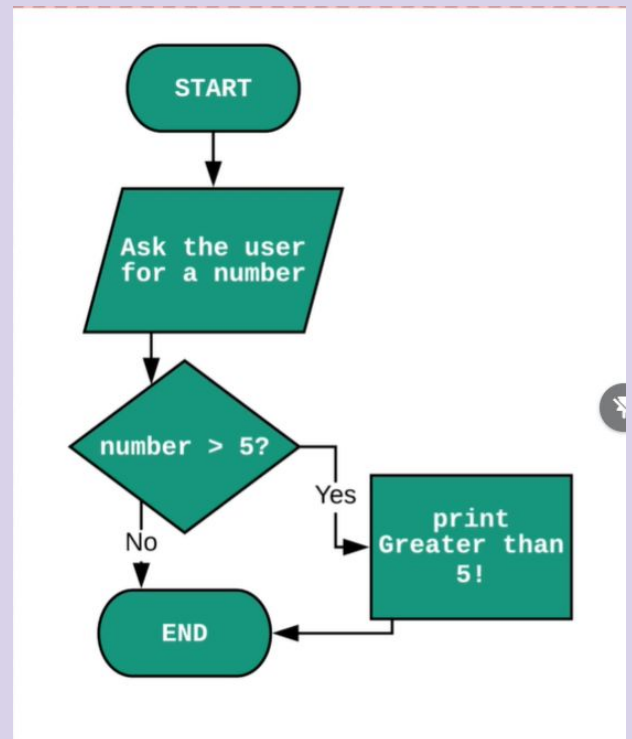 START
Ask the user
for a number
number > 5?
Yes
No
print
Greater than
5!
END